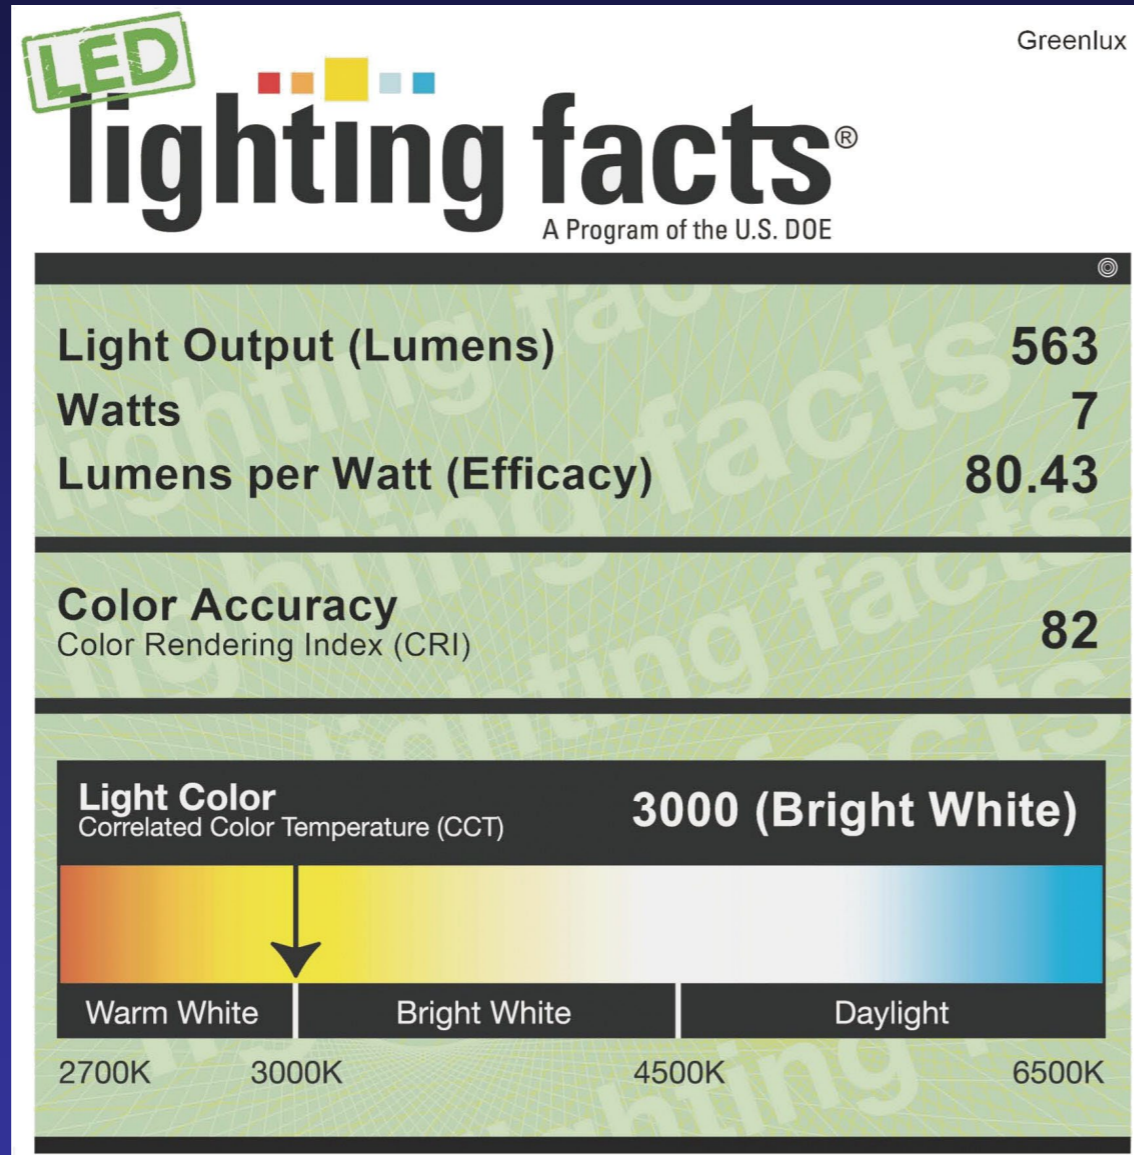 Greenlux
LED
lighting facts®
A Program of the U.S. DOE
Light Output (Lumens) 563
Watts 7
Lumens per Watt (Efficacy) 80.43
Color Accuracy
Color Rendering Index (CRI) 82
Light Color
Correlated Color Temperature (CCT) 3000 (Bright White)
Warm White Bright White Daylight
2700K 3000K 4500K 6500K